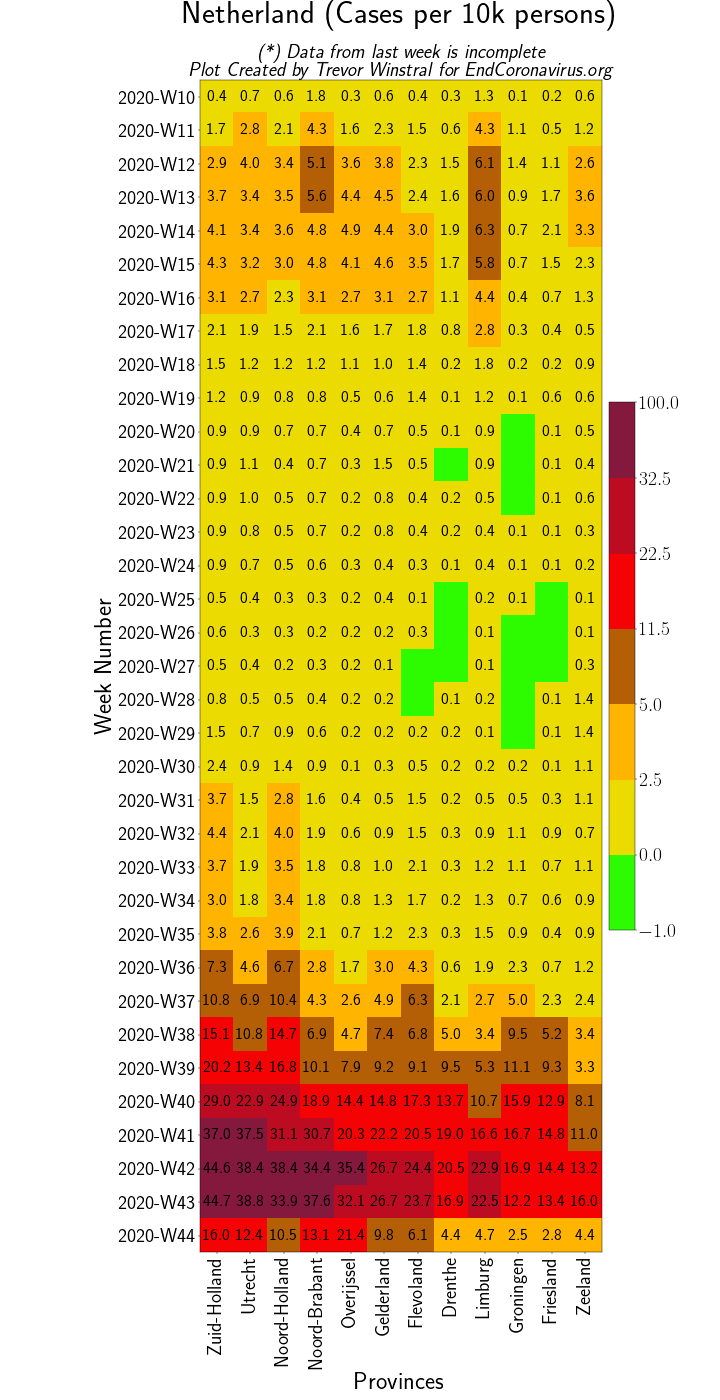 Netherland (Cases per 10k persons)
(*) Data from last week is incomplete
Plot Created by Trevor Winstral for EndCoronavirus.org
2020-W10 0.4 0.7 0.6 1.8 0.3 0.6 0.4 0.3 1.3 0.1 0.2 0.6
2020-W11 1.7 2.8 2.1 4.3 1.6 2.3 1.5 0.6 4.3 1.1 0.5 1.2
2020-W12 2.9 4.0 3.4 5.1 3.6 3.8 2.3 1.5 6.1 1.4 1.1 2.6
2020-W13 3.7 3.4 3.5 5.6 4.4 4.5 2.4 1.6 6.0 0.9 1.7 3.6
2020-W14 4.1 3.4 3.6 4.8 4.9 4.4 3.0 1.9 6.3 0.7 2.1 3.3
2020-W15 4.3 3.2 3.0 4.8 4.1 4.6 3.5 1.7 5.8 0.7 1.5 2.3
2020-W16 3.1 2.7 2.3 3.1 2.7 3.1 2.7 1.1 4.4 0.4 0.7 1.3
2020-W17 2.1 1.9 1.5 2.1 1.6 1.7 1.8 0.8 2.8 0.3 0.4 0.5
2020-W18 1.5 1.2 1.2 1.2 1.1 1.0 1.4 0.2 1.8 0.2 0.2 0.9
2020-W19 1.2 0.9 0.8 0.8 0.5 0.6 1.4 0.1 1.2 0.1 0.6 0.6
2020-W20 0.9 0.9 0.7 0.7 0.4 0.7 0.5 0.1 0.9 0.1 0.5
2020-W21 0.9 1.1 0.4 0.7 0.3 1.5 0.5 0.9 0.1 0.4
2020-W22 0.9 1.0 0.5 0.7 0.2 0.8 0.4 0.2 0.5 0.1 0.6
2020-W23 0.9 0.8 0.5 0.7 0.2 0.8 0.4 0.2 0.4 0.1 0.1 0.3
2020-W24 0.9 0.7 0.5 0.6 0.3 0.4 0.3 0.1 0.4 0.1 0.1 0.2
2020-W25 0.5 0.4 0.3 0.3 0.2 0.4 0.1 0.2 0.1 0.1
2020-W26 0.6 0.3 0.3 0.2 0.2 0.2 0.3 0.1 0.1
2020-W27 0.5 0.4 0.2 0.3 0.2 0.1 0.1 0.3
2020-W28 0.8 0.5 0.5 0.4 0.2 0.2 0.1 0.2 0.1 1.4
2020-W29 1.5 0.7 0.9 0.6 0.2 0.2 0.2 0.2 0.1 0.1 1.4
2020-W30 2.4 0.9 1.4 0.9 0.1 0.3 0.5 0.2 0.2 0.2 0.1 1.1
2020-W31 3.7 1.5 2.8 1.6 0.4 0.5 1.5 0.2 0.5 0.5 0.3 1.1
2020-W32 4.4 2.1 4.0 1.9 0.6 0.9 1.5 0.3 0.9 1.1 0.9 0.7
2020-W33 3.7 1.9 3.5 1.8 0.8 1.0 2.1 0.3 1.2 1.1 0.7 1.1
2020-W34 3.0 1.8 3.4 1.8 0.8 1.3 1.7 0.2 1.3 0.7 0.6 0.9
2020-W35 3.8 2.6 3.9 2.1 0.7 1.2 2.3 0.3 1.5 0.9 0.4 0.9
2020-W36 7.3 4.6 6.7 2.8 1.7 3.0 4.3 0.6 1.9 2.3 0.7 1.2
2020-W37 10.8 6.9 10.4 4.3 2.6 4.9 6.3 2.1 2.7 5.0 2.3 2.4
2020-W38 15.1 10.8 14.7 6.9 4.7 7.4 6.8 5.0 3.4 9.5 5.2 3.4
2020-W39 20.2 13.4 16.8 10.1 7.9 9.2 9.1 9.5 5.3 11.1 9.3 3.3
2020-W40 29.0 22.9 24.9 18.9 14.4 14.8 17.3 13.7 10.7 15.9 12.9 8.1
2020-W41 37.0 37.5 31.1 30.7 20.3 22.2 20.5 19.0 16.6 16.7 14.8 11.0
2020-W42 44.6 38.4 38.4 34.4 35.4 26.7 24.4 20.5 22.9 16.9 14.4 13.2
2020-W43 44.7 38.8 33.9 37.6 32.1 26.7 23.7 16.9 22.5 12.2 13.4 16.0
2020-W44 16.0 12.4 10.5 13.1 21.4 9.8 6.1 4.4 4.7 2.5 2.8 4.4
Week Number
Zuid-Holland
Utrecht
Noord-Holland
Noord-Brabant
Overijssel
Gelderland
Flevoland
Drenthe
Limburg
Groningen
Friesland
Zeeland
Provinces
100.0
32.5
22.5
11.5
5.0
2.5
0.0
−1.0